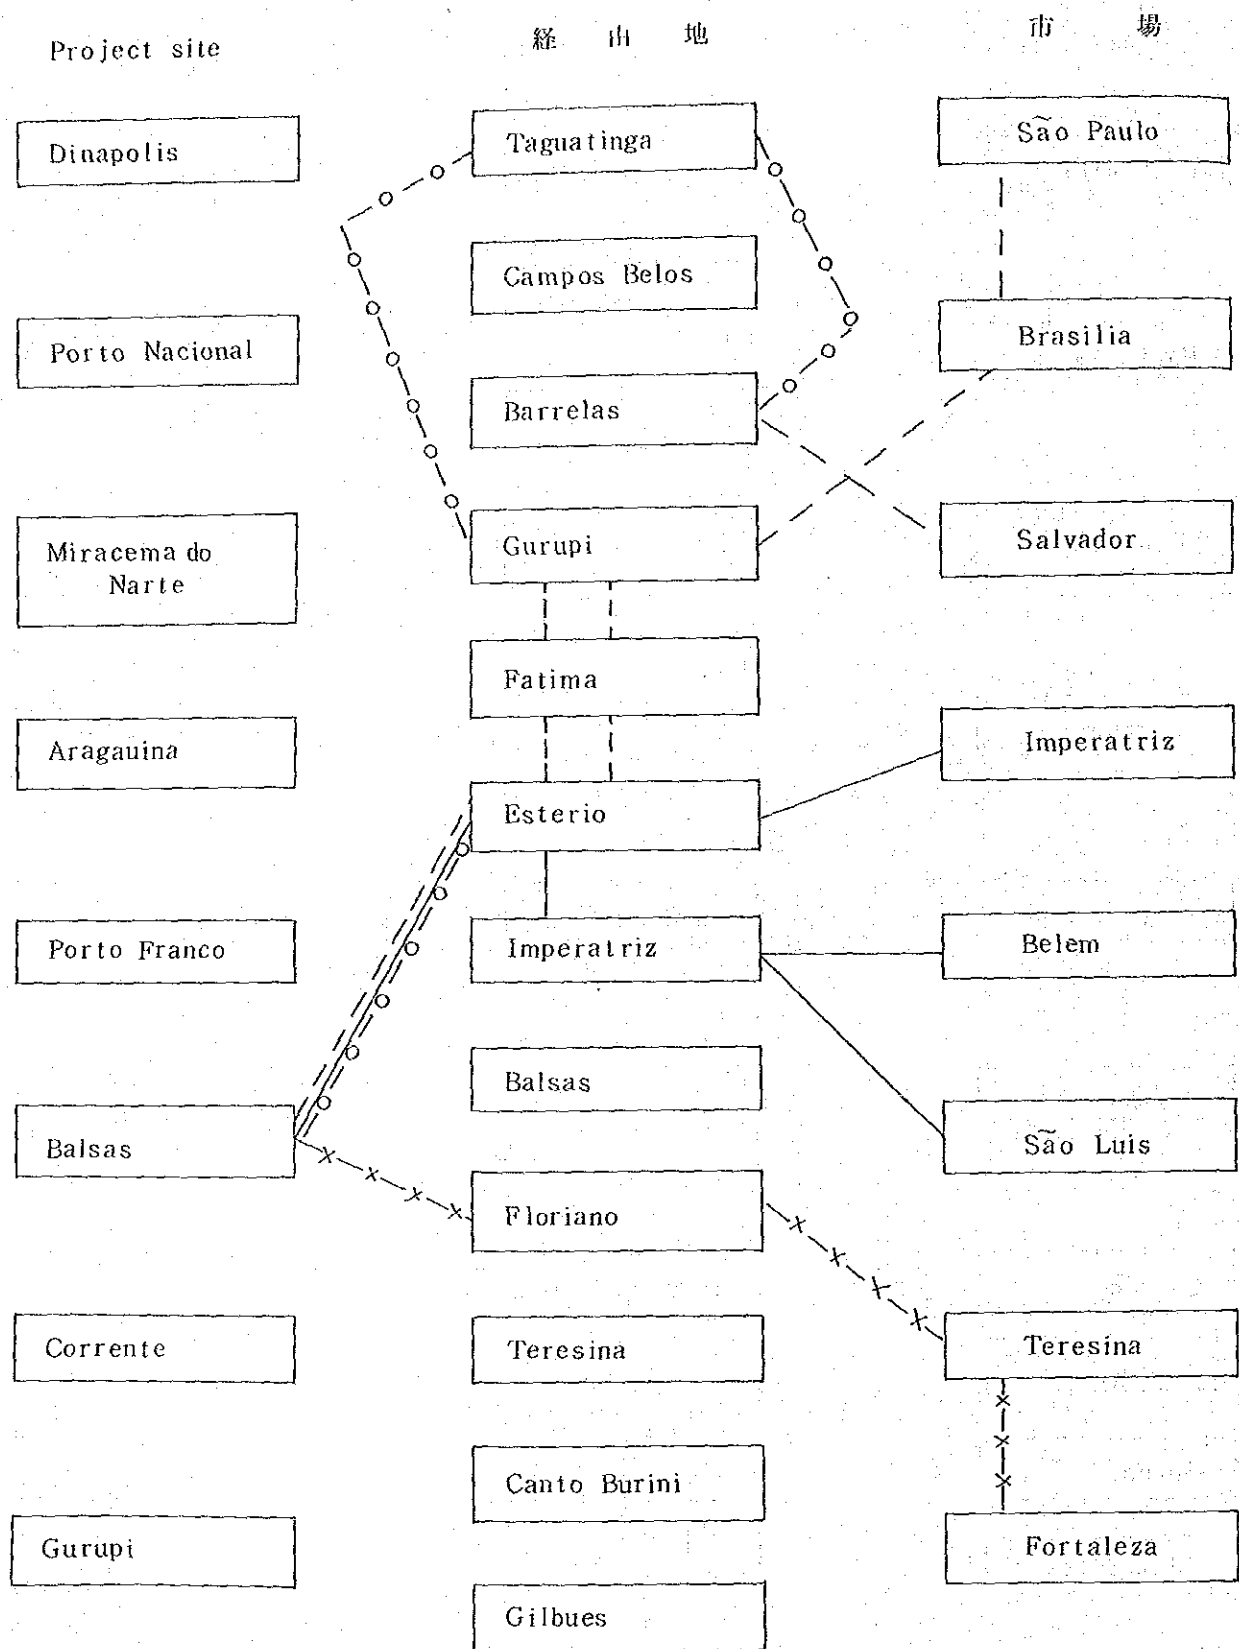 Project site
経由地
市場
Dinapolis
Taguatinga
São Paulo
Campos Belos
Porto Nacional
Brasilia
Barrelas
Miracema do
Narte
Gurupi
Salvador
Fatima
Aragauina
Imperatriz
Esterio
Porto Franco
Imperatriz
Belem
Balsas
Balsas
São Luis
Floriano
Corrente
Teresina
Teresina
Canto Burini
Gurupi
Fortaleza
Gilbues